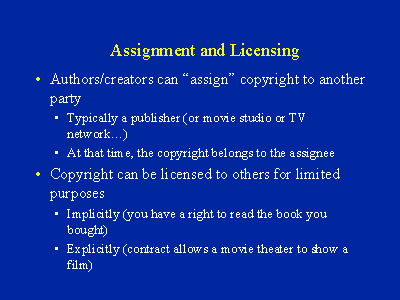 Assignment and Licensing
• Authors/creators can “assign” copyright to another
party
• Typically a publisher (or movie studio or TV
network…)
• At that time, the copyright belongs to the assignee
• Copyright can be licensed to others for limited
purposes
• Implicitly (you have a right to read the book you
bought)
• Explicitly (contract allows a movie theater to show a
film)